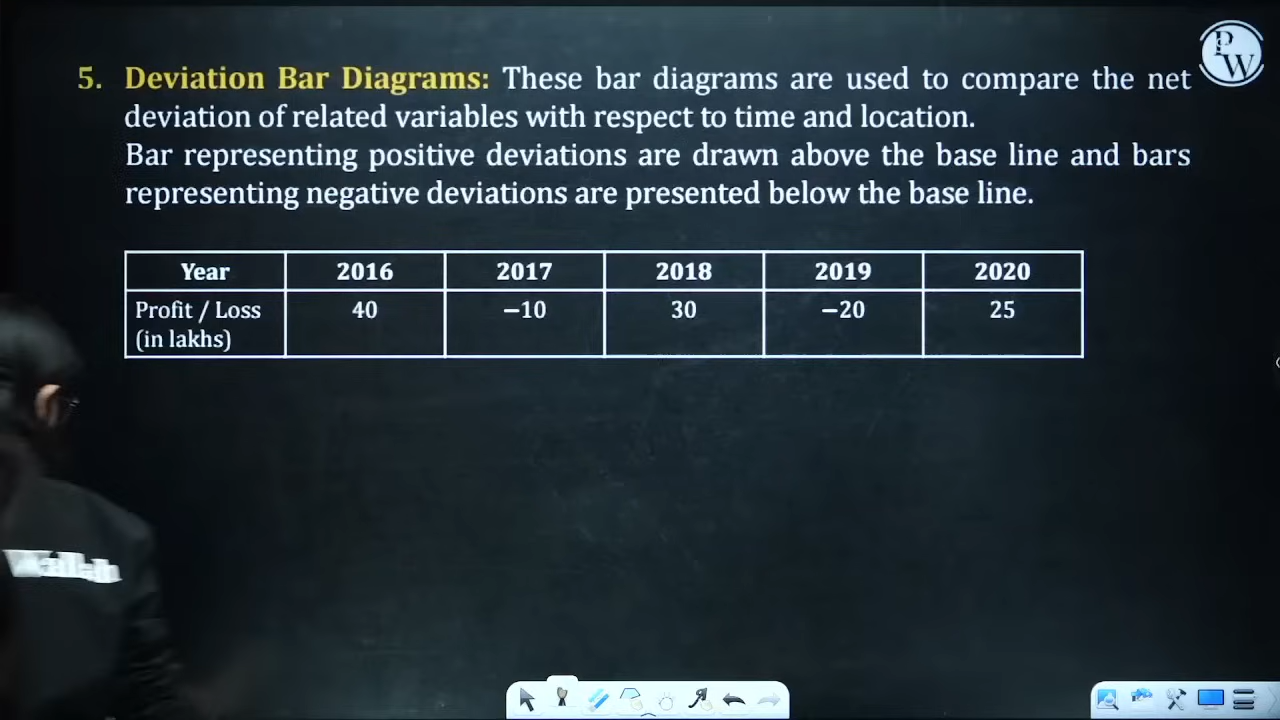 PW
5. Deviation Bar Diagrams: These bar diagrams are used to compare the net
deviation of related variables with respect to time and location.
Bar representing positive deviations are drawn above the base line and bars
representing negative deviations are presented below the base line.
Year 2016 2017 2018 2019 2020
Profit / Loss 40 −10 30 −20 25
(in lakhs)